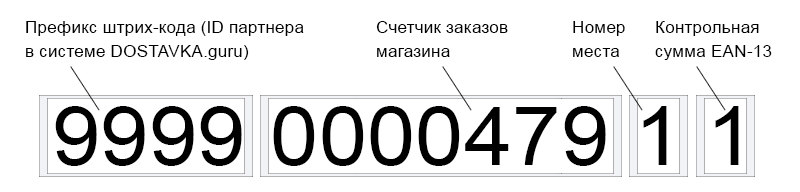 Префикс штрих-кода (ID партнера
в системе DOSTAVKA.guru)
Счетчик заказов
магазина
Номер
места
Контрольная
сумма EAN-13
9999 0000479 1 1